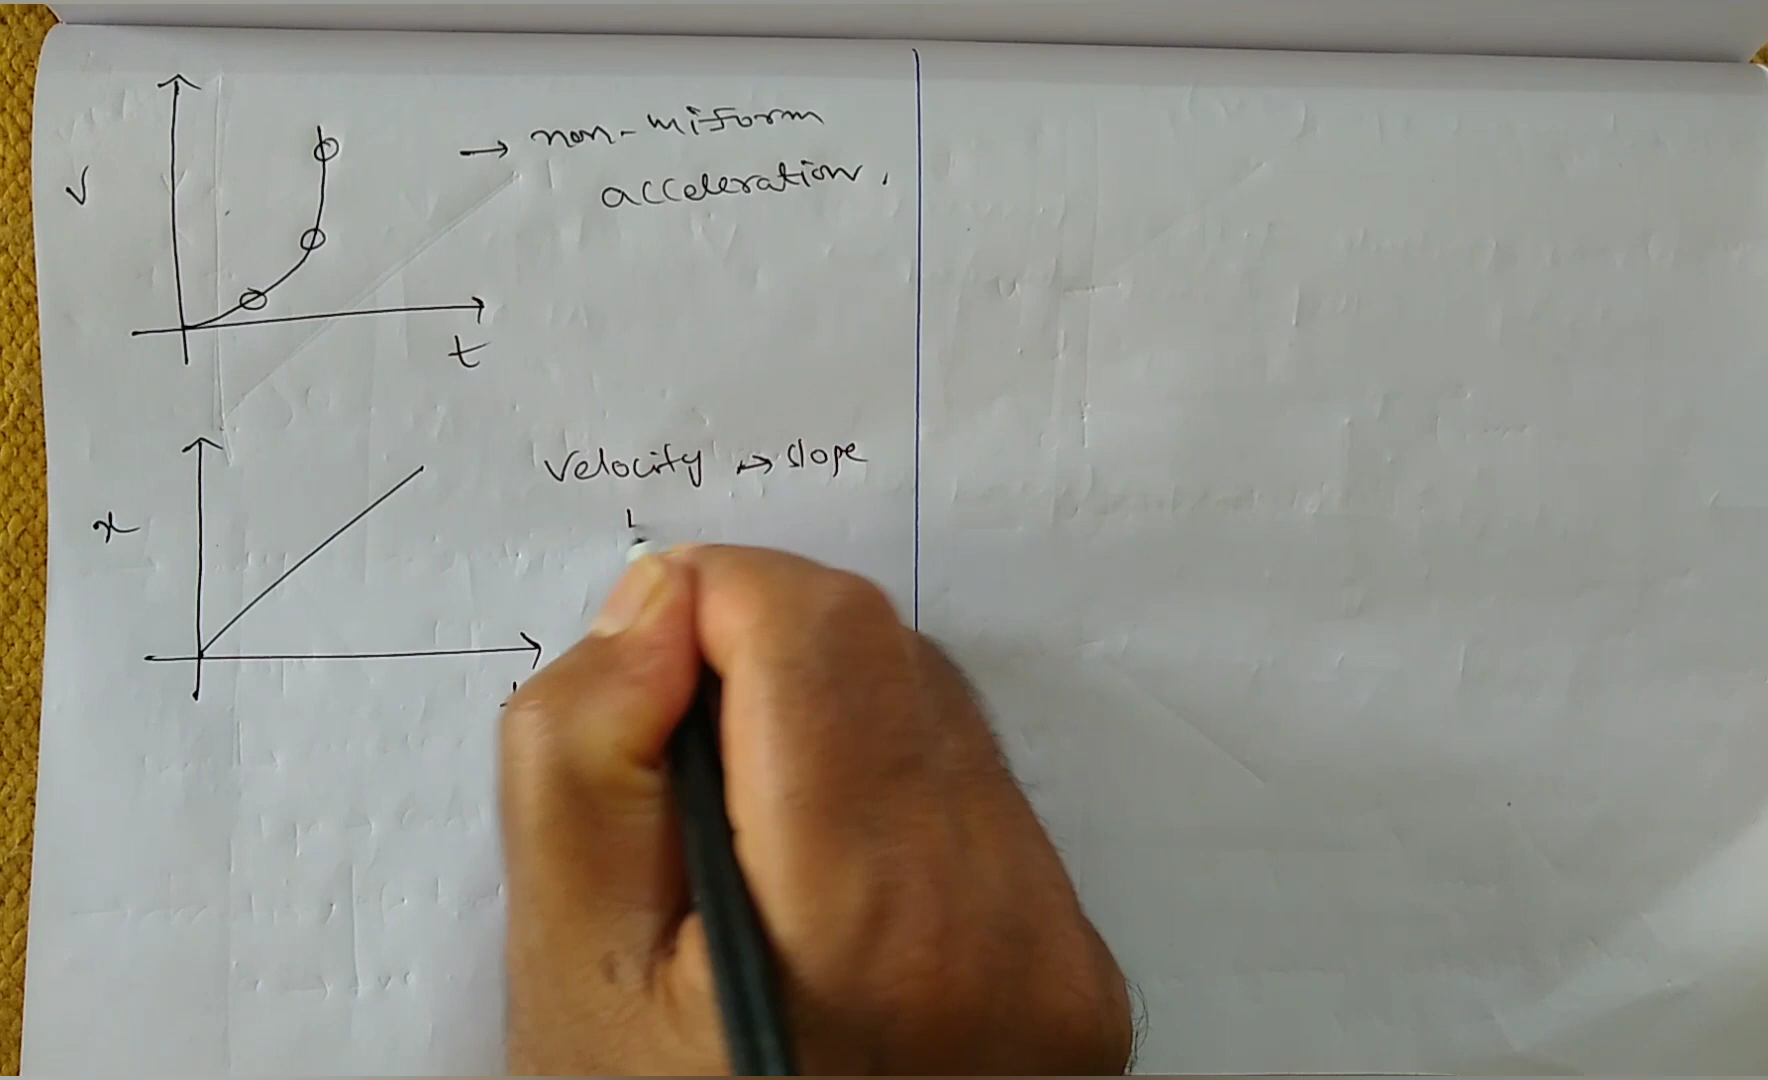 → non-uniform
acceleration.
v
t
velocity → slope
x